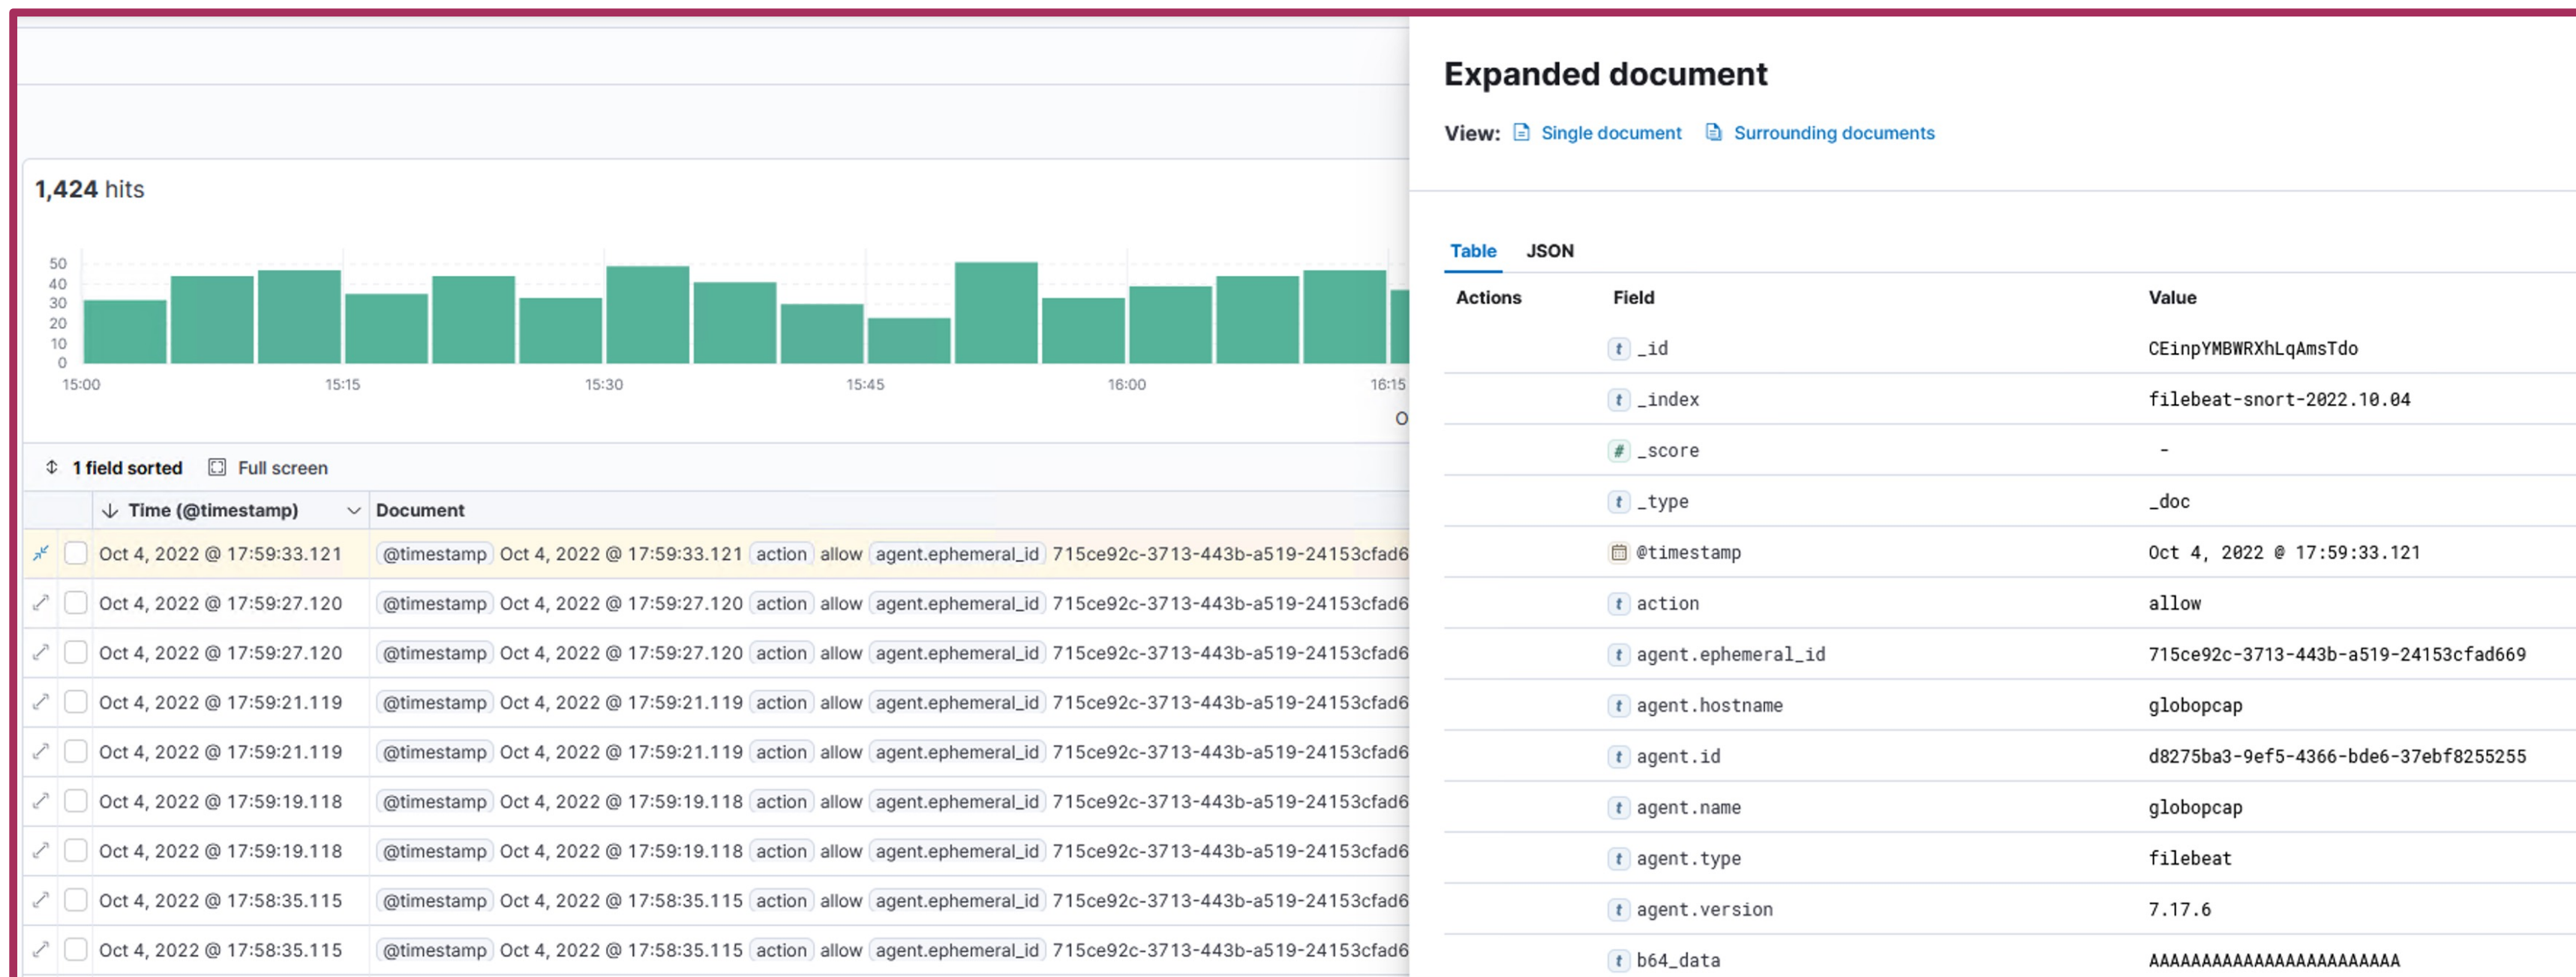 1,424 hits
50
40
30
20
10
0
15:00 15:15 15:30 15:45 16:00 16:15
O
1 field sorted Full screen
Time (@timestamp) Document
Oct 4, 2022 @ 17:59:33.121 @timestamp Oct 4, 2022 @ 17:59:33.121 action allow agent.ephemeral_id 715ce92c-3713-443b-a519-24153cfad6
Oct 4, 2022 @ 17:59:27.120 @timestamp Oct 4, 2022 @ 17:59:27.120 action allow agent.ephemeral_id 715ce92c-3713-443b-a519-24153cfad6
Oct 4, 2022 @ 17:59:27.120 @timestamp Oct 4, 2022 @ 17:59:27.120 action allow agent.ephemeral_id 715ce92c-3713-443b-a519-24153cfad6
Oct 4, 2022 @ 17:59:21.119 @timestamp Oct 4, 2022 @ 17:59:21.119 action allow agent.ephemeral_id 715ce92c-3713-443b-a519-24153cfad6
Oct 4, 2022 @ 17:59:21.119 @timestamp Oct 4, 2022 @ 17:59:21.119 action allow agent.ephemeral_id 715ce92c-3713-443b-a519-24153cfad6
Oct 4, 2022 @ 17:59:19.118 @timestamp Oct 4, 2022 @ 17:59:19.118 action allow agent.ephemeral_id 715ce92c-3713-443b-a519-24153cfad6
Oct 4, 2022 @ 17:59:19.118 @timestamp Oct 4, 2022 @ 17:59:19.118 action allow agent.ephemeral_id 715ce92c-3713-443b-a519-24153cfad6
Oct 4, 2022 @ 17:58:35.115 @timestamp Oct 4, 2022 @ 17:58:35.115 action allow agent.ephemeral_id 715ce92c-3713-443b-a519-24153cfad6
Oct 4, 2022 @ 17:58:35.115 @timestamp Oct 4, 2022 @ 17:58:35.115 action allow agent.ephemeral_id 715ce92c-3713-443b-a519-24153cfad6
Expanded document
View: Single document Surrounding documents
Table JSON
Actions Field Value
t _id CEinpYMBWRXhLqAmsTdo
t _index filebeat-snort-2022.10.04
# _score -
t _type _doc
@timestamp Oct 4, 2022 @ 17:59:33.121
t action allow
t agent.ephemeral_id 715ce92c-3713-443b-a519-24153cfad669
t agent.hostname globopcap
t agent.id d8275ba3-9ef5-4366-bde6-37ebf8255255
t agent.name globopcap
t agent.type filebeat
t agent.version 7.17.6
t b64_data AAAAAAAAAAAAAAAAAAAAAAAA